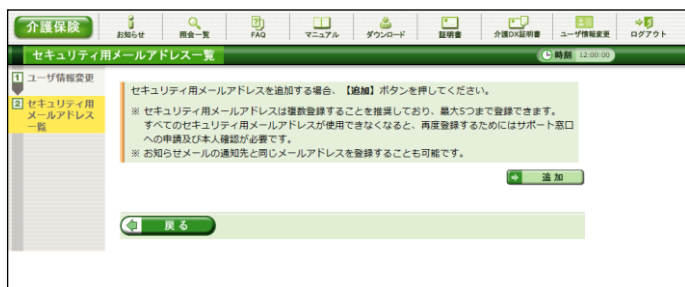 介護保険
お知らせ
照会一覧
FAQ
マニュアル
ダウンロード
証明書
介護DX証明書
ユーザ情報変更
ログアウト
セキュリティ用メールアドレス一覧
時刻 12:00:00
1 ユーザ情報変更
2 セキュリティ用
メールアドレス
一覧
セキュリティ用メールアドレスを追加する場合、【追加】ボタンを押してください。
※ セキュリティ用メールアドレスは複数登録することを推奨しており、最大5つまで登録できます。
すべてのセキュリティ用メールアドレスが使用できなくなると、再度登録するためにはサポート窓口
への申請及び本人確認が必要です。
※ お知らせメールの通知先と同じメールアドレスを登録することも可能です。
追加
戻る